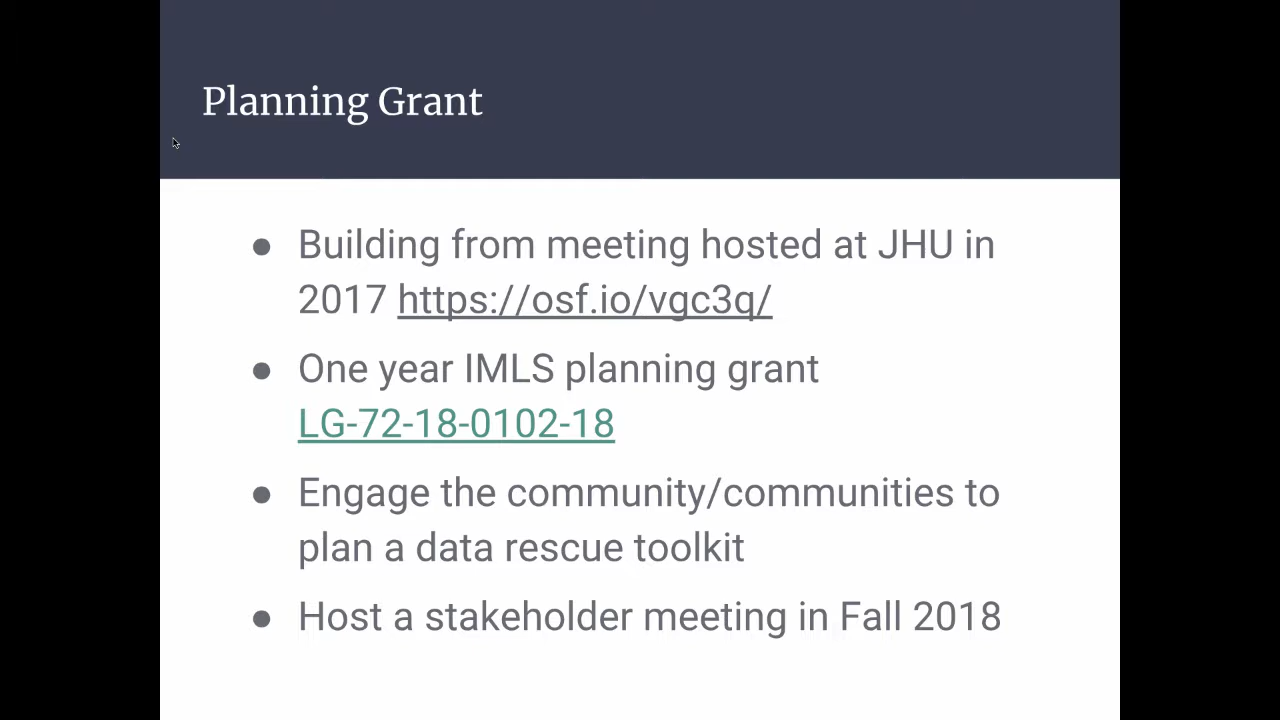 Planning Grant
● Building from meeting hosted at JHU in
2017 https://osf.io/vgc3q/
● One year IMLS planning grant
LG-72-18-0102-18
● Engage the community/communities to
plan a data rescue toolkit
● Host a stakeholder meeting in Fall 2018